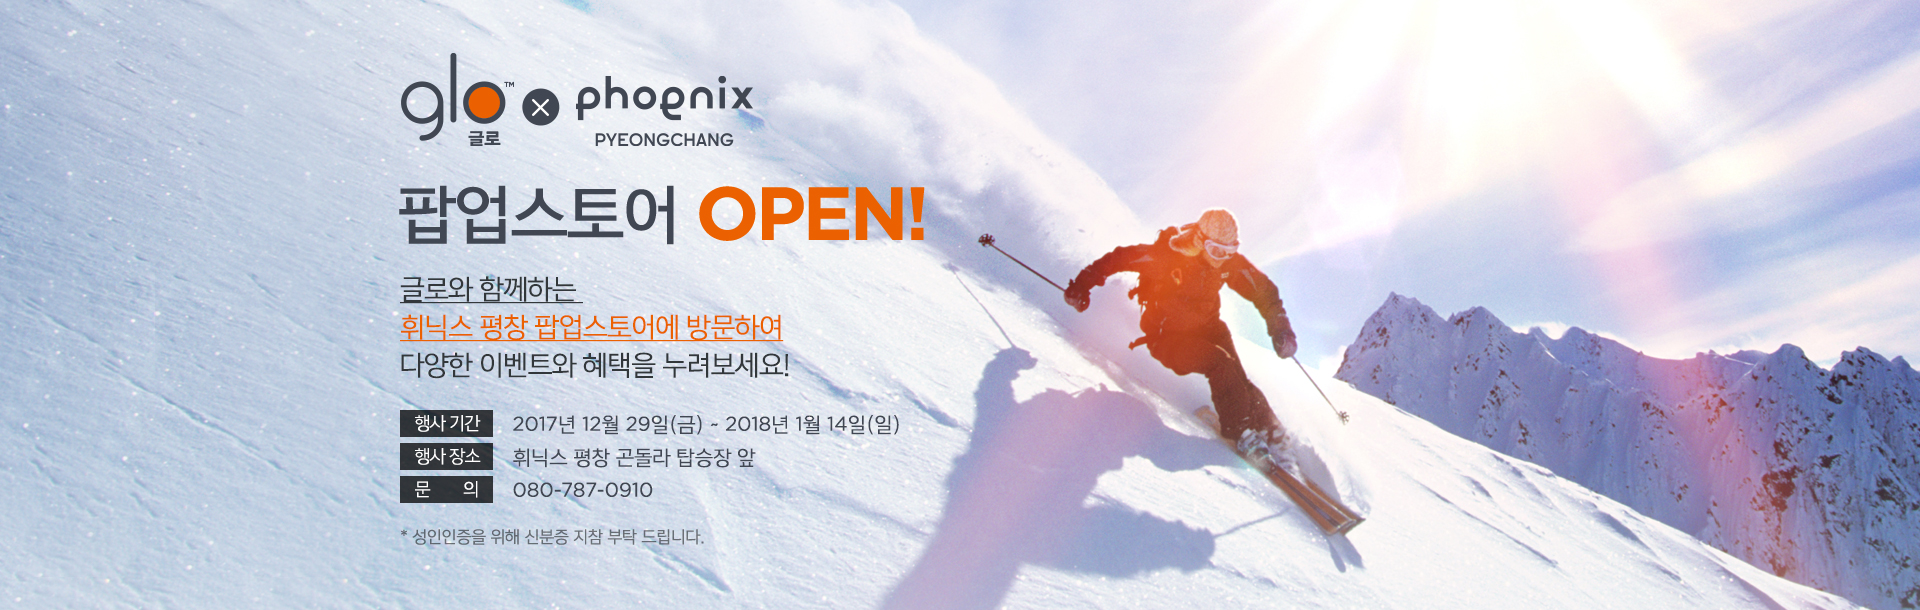 glo™ × phoenix
글로 PYEONGCHANG
팝업스토어 OPEN!
글로와 함께하는
휘닉스 평창 팝업스토어에 방문하여
다양한 이벤트와 혜택을 누려보세요!
행사 기간 2017년 12월 29일(금) ~ 2018년 1월 14일(일)
행사 장소 휘닉스 평창 곤돌라 탑승장 앞
문 의 080-787-0910
* 성인인증을 위해 신분증 지참 부탁 드립니다.